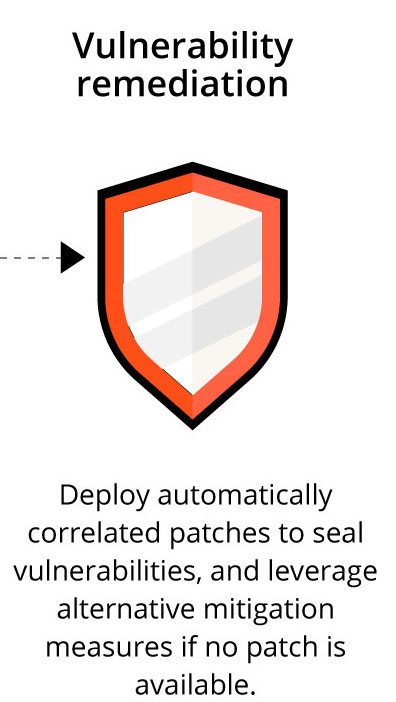 Vulnerability
remediation
Deploy automatically
correlated patches to seal
vulnerabilities, and leverage
alternative mitigation
measures if no patch is
available.